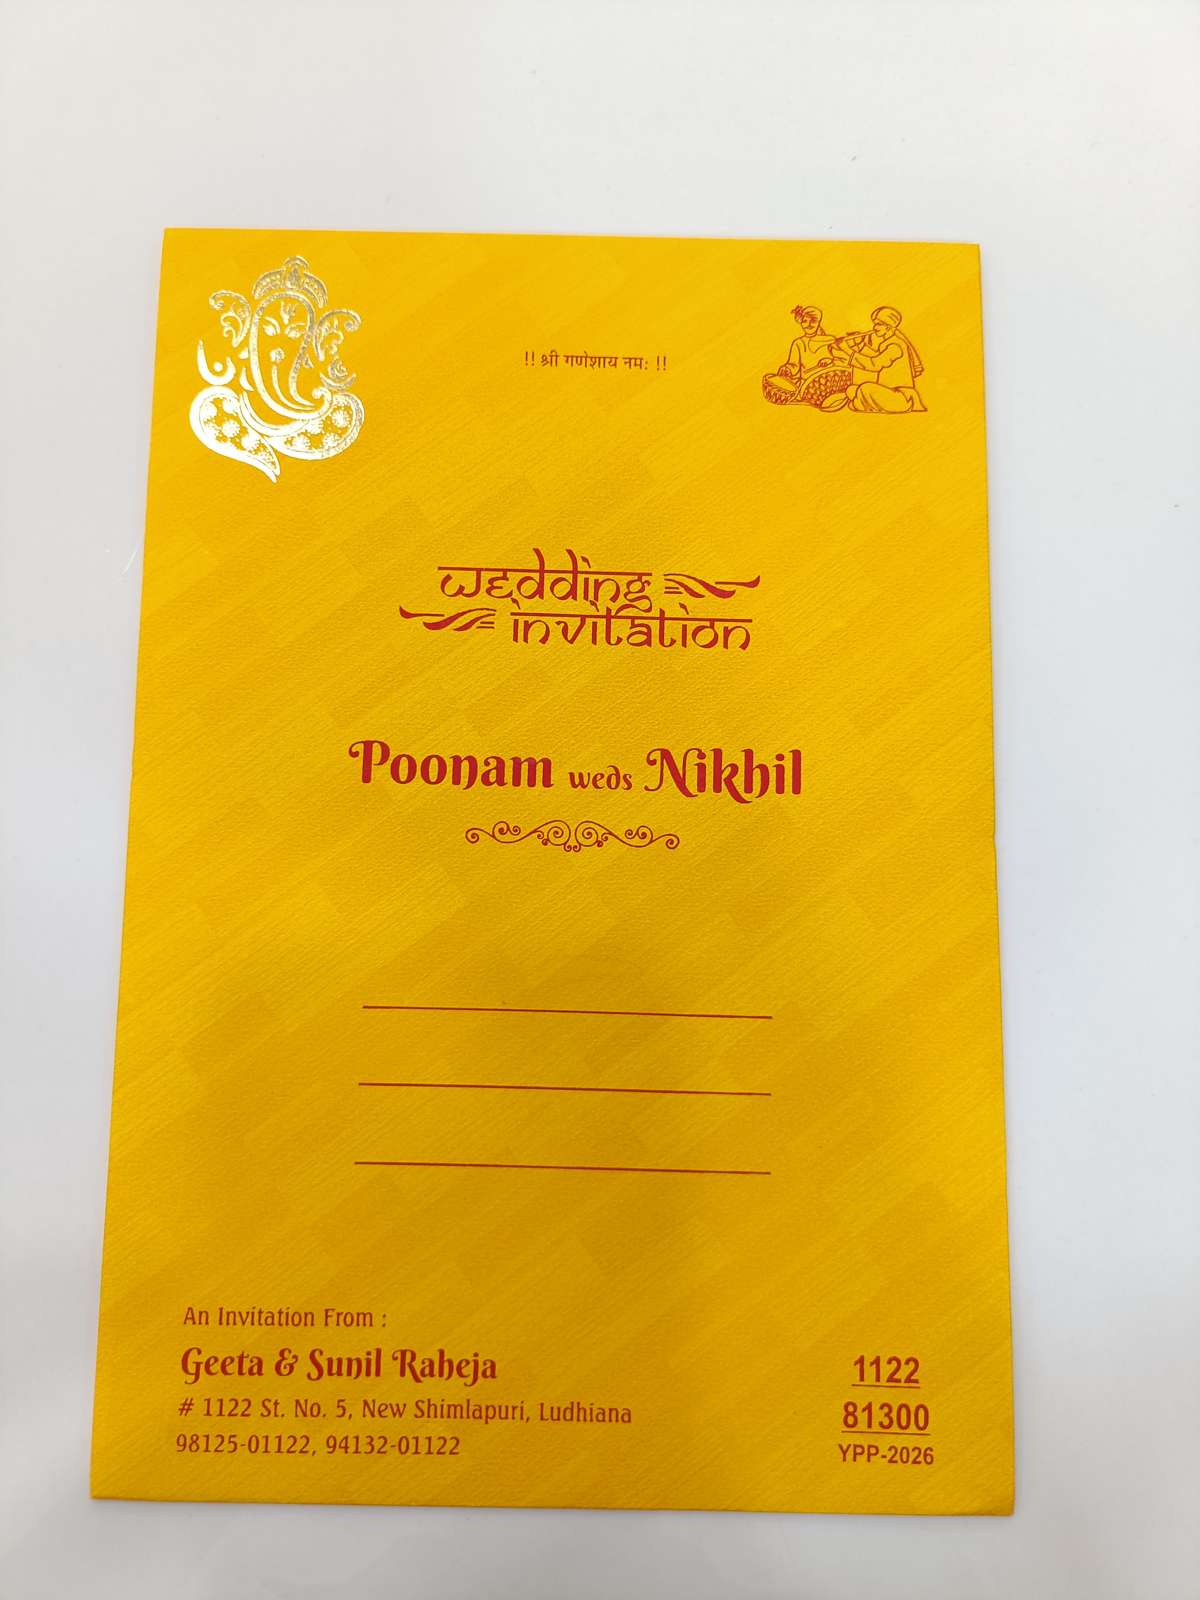 !! श्री गणेशाय नमः !!
wedding
invitation
Poonam weds Nikhil
An Invitation From :
Geeta & Sunil Raheja
# 1122 St. No. 5, New Shimlapuri, Ludhiana
98125-01122, 94132-01122
1122
81300
YPP-2026